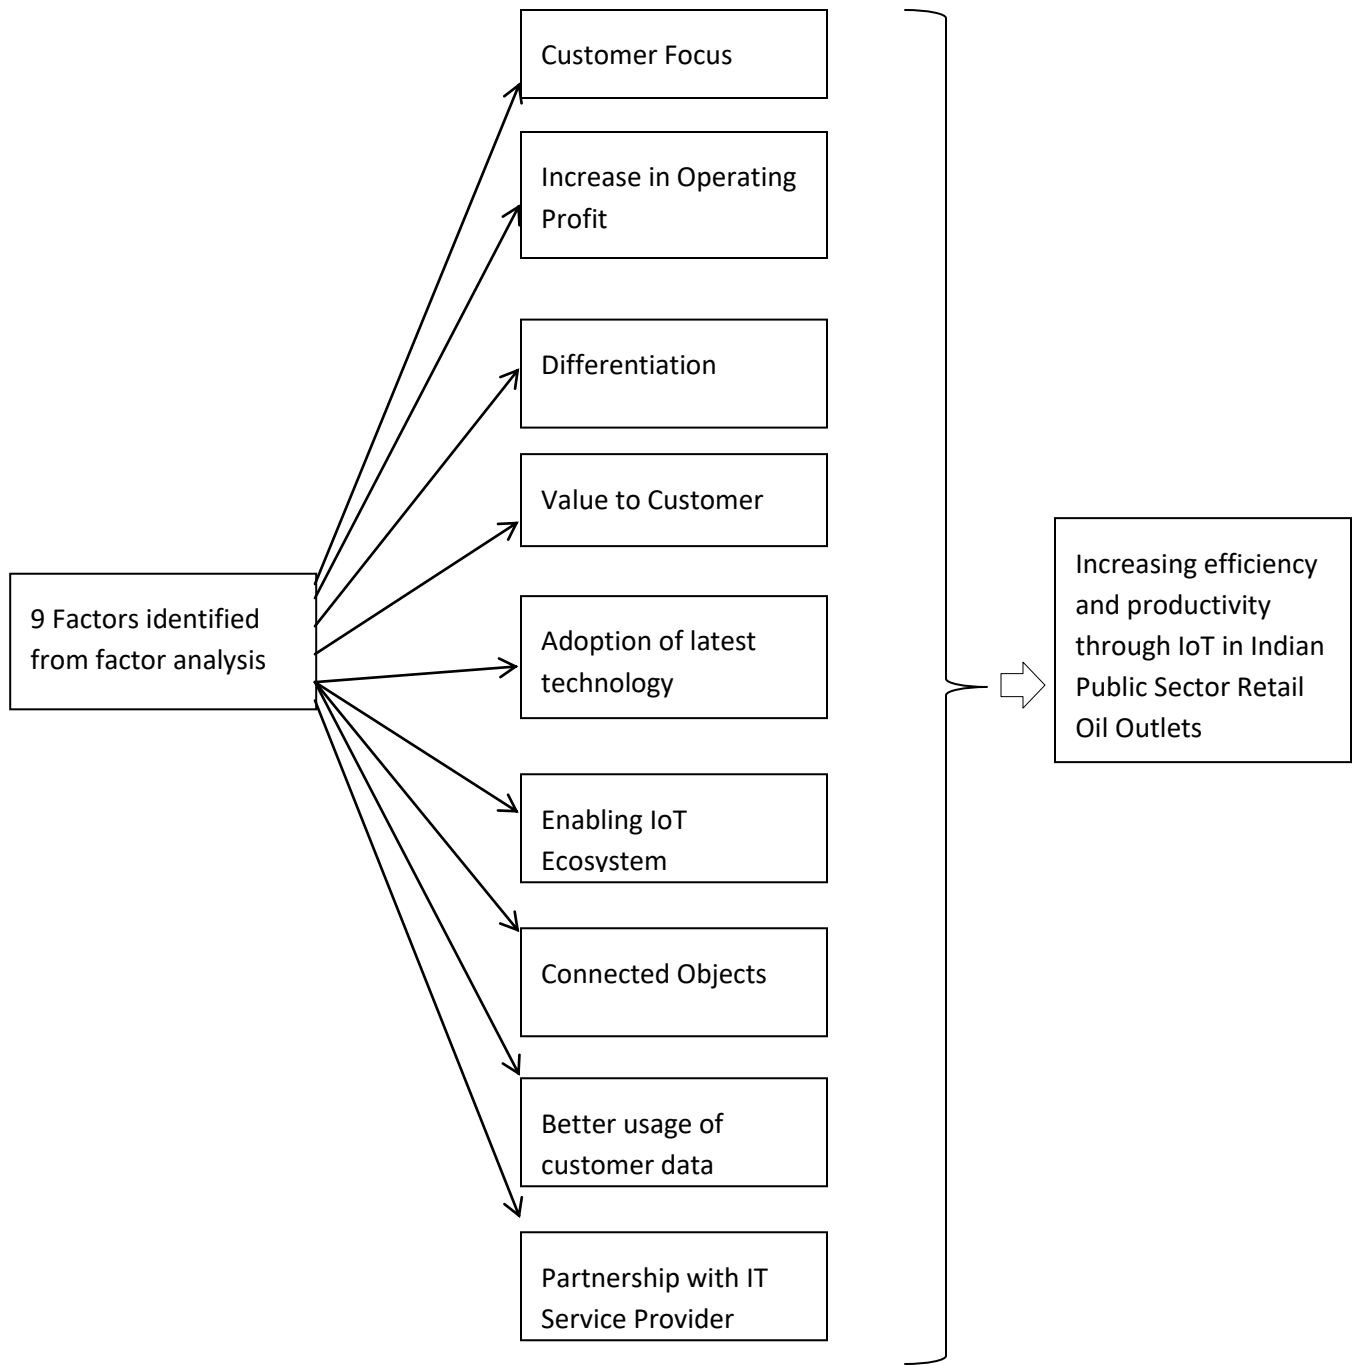 Customer Focus
Increase in Operating
Profit
Differentiation
Value to Customer
9 Factors identified
from factor analysis
Adoption of latest
technology
Enabling IoT
Ecosystem
Connected Objects
Better usage of
customer data
Partnership with IT
Service Provider
Increasing efficiency
and productivity
through IoT in Indian
Public Sector Retail
Oil Outlets